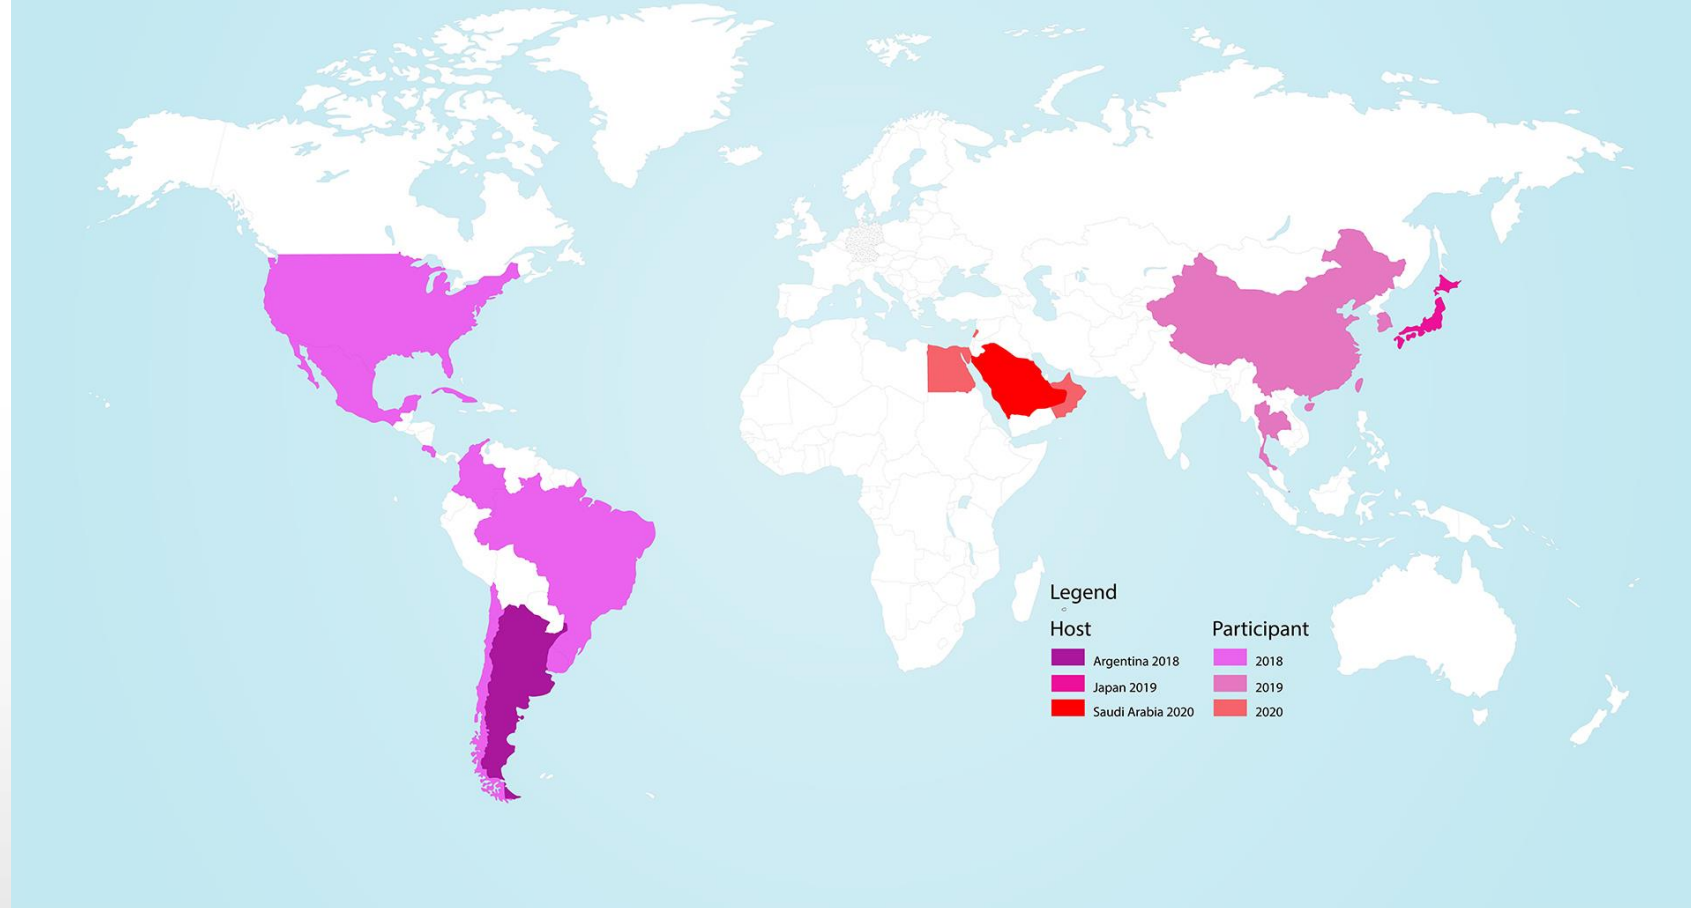 Legend
Host
Argentina 2018
Japan 2019
Saudi Arabia 2020
Participant
2018
2019
2020